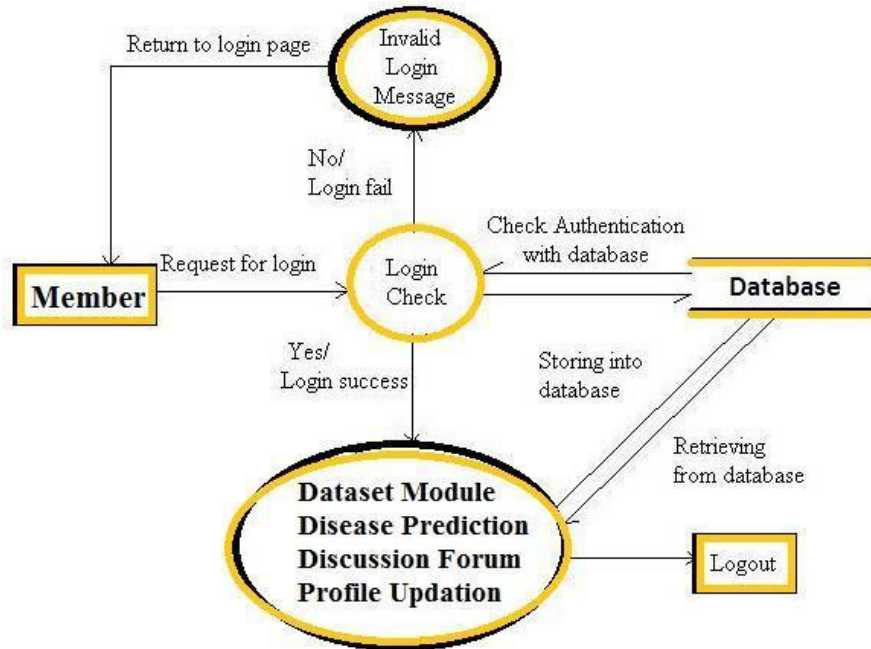 Return to login page
Invalid
Login
Message
No/
Login fail
Check Authentication
with database
Member
Request for login
Login
Check
Database
Yes/
Login success
Storing into
database
Retrieving
from database
Dataset Module
Disease Prediction
Discussion Forum
Profile Updation
Logout